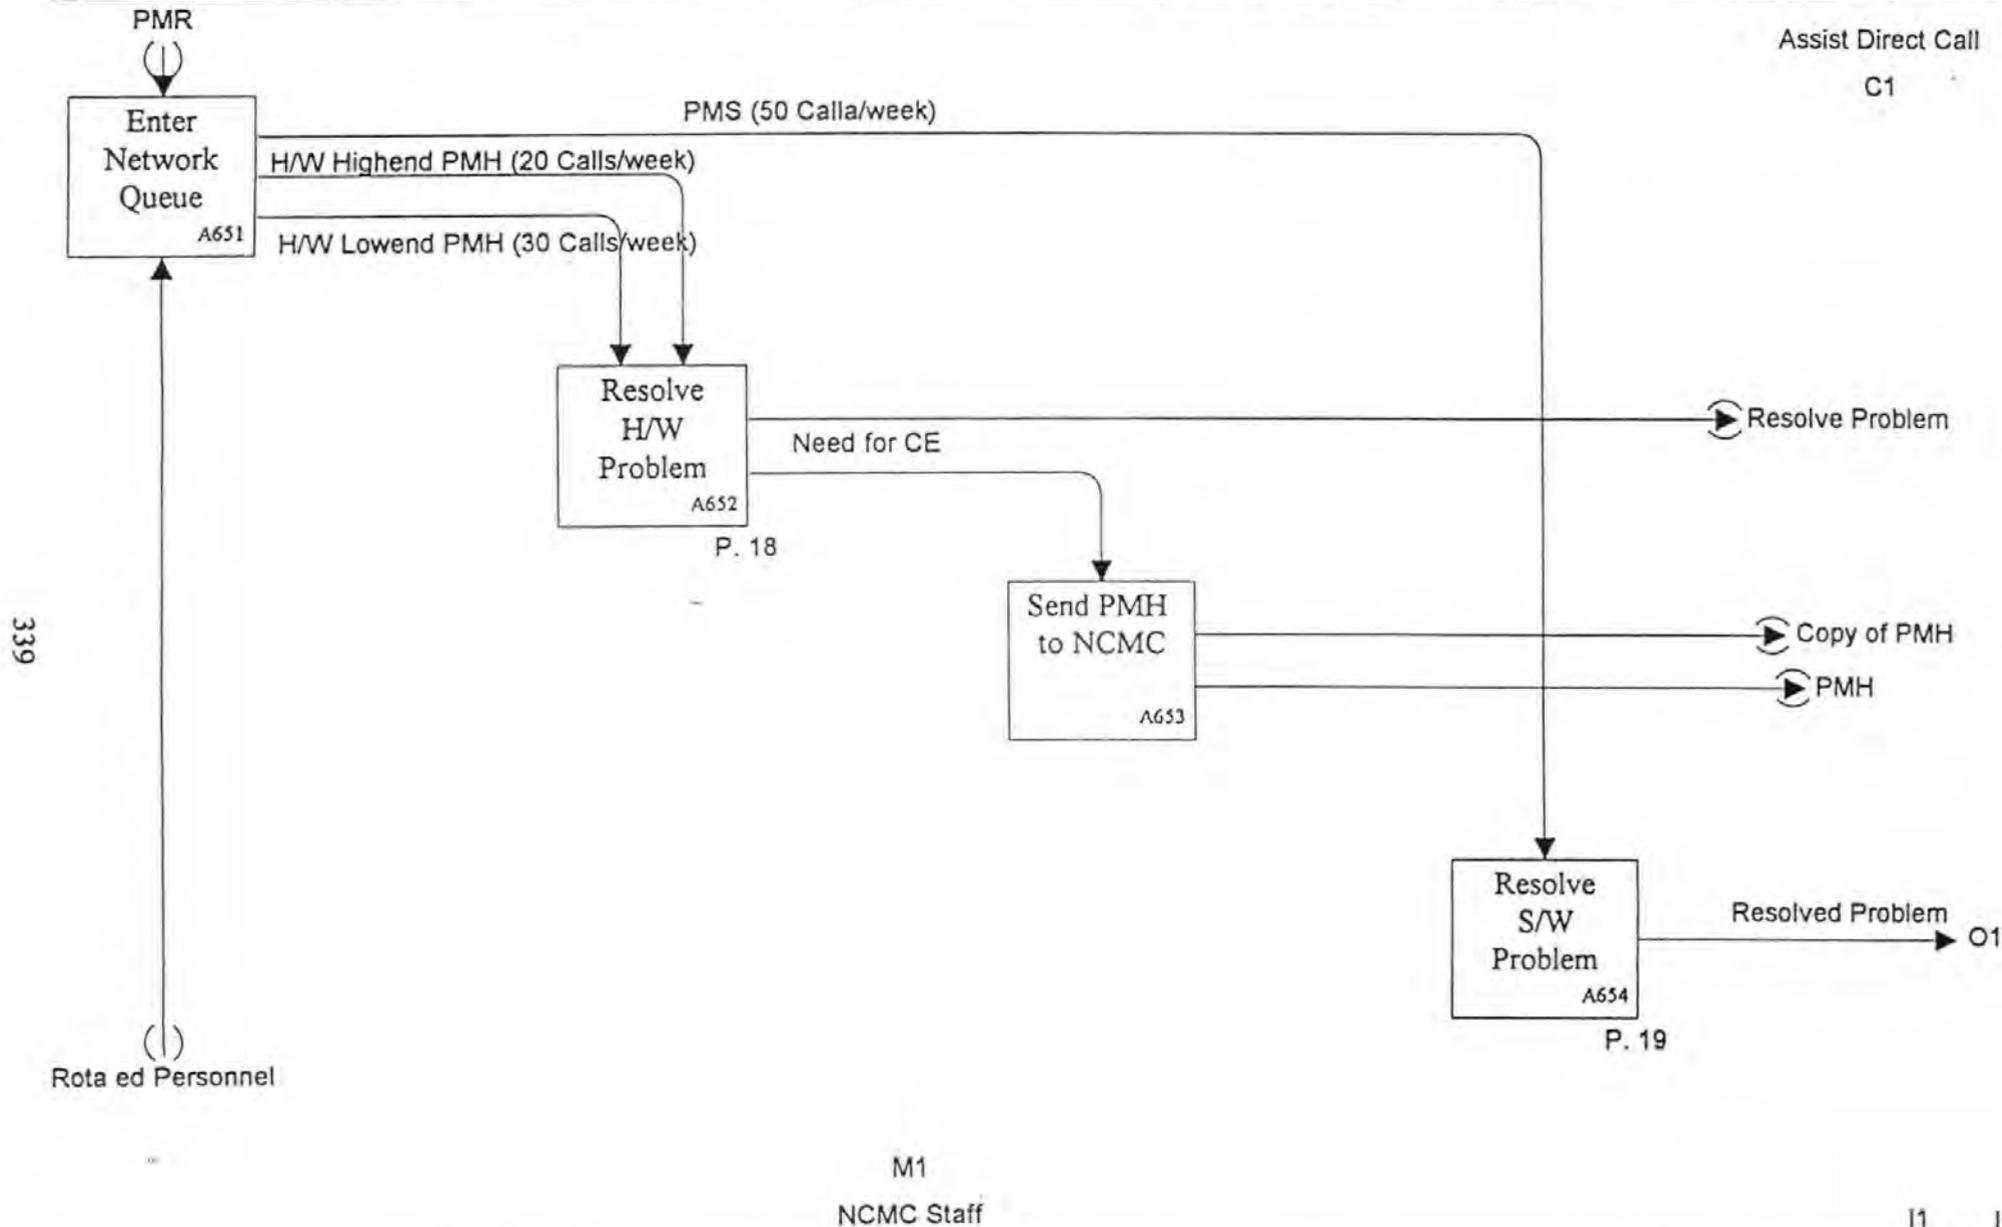 PMR
Assist Direct Call
C1
Enter
Network
Queue
A651
PMS (50 Calla/week)
H/W Highend PMH (20 Calls/week)
H/W Lowend PMH (30 Calls/week)
Resolve
H/W
Problem
A652
P. 18
Resolve Problem
Need for CE
Send PMH
to NCMC
A653
Copy of PMH
PMH
339
Resolve
S/W
Problem
A654
P. 19
Resolved Problem
O1
Rota ed Personnel
M1
NCMC Staff
I1